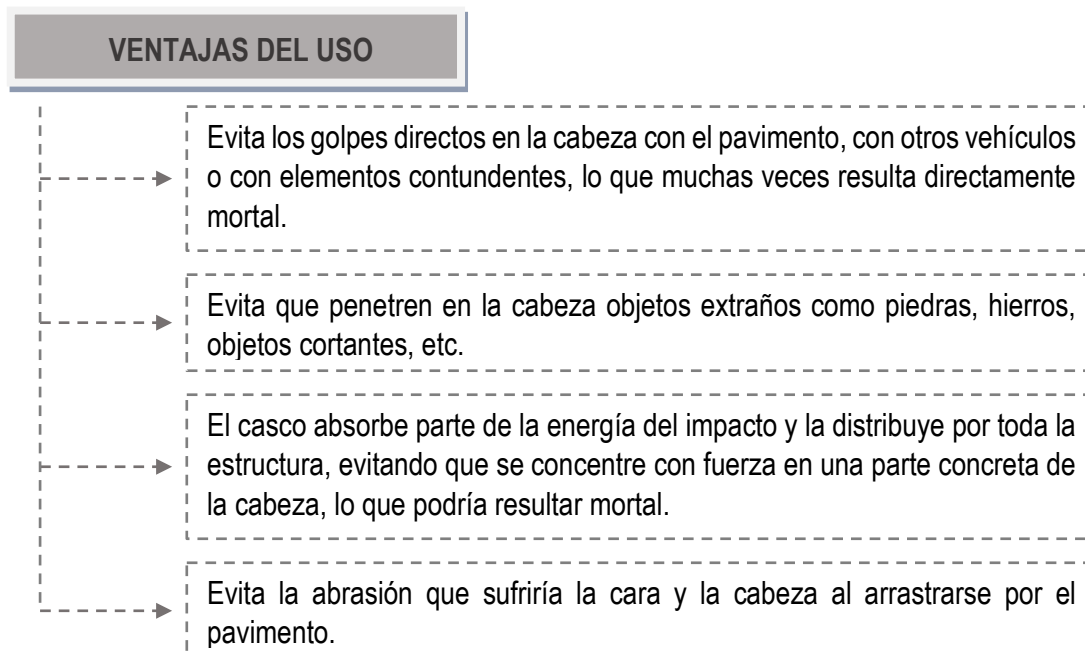 VENTAJAS DEL USO
Evita los golpes directos en la cabeza con el pavimento, con otros vehículos
o con elementos contundentes, lo que muchas veces resulta directamente
mortal.
Evita que penetren en la cabeza objetos extraños como piedras, hierros,
objetos cortantes, etc.
El casco absorbe parte de la energía del impacto y la distribuye por toda la
estructura, evitando que se concentre con fuerza en una parte concreta de
la cabeza, lo que podría resultar mortal.
Evita la abrasión que sufriría la cara y la cabeza al arrastrarse por el
pavimento.